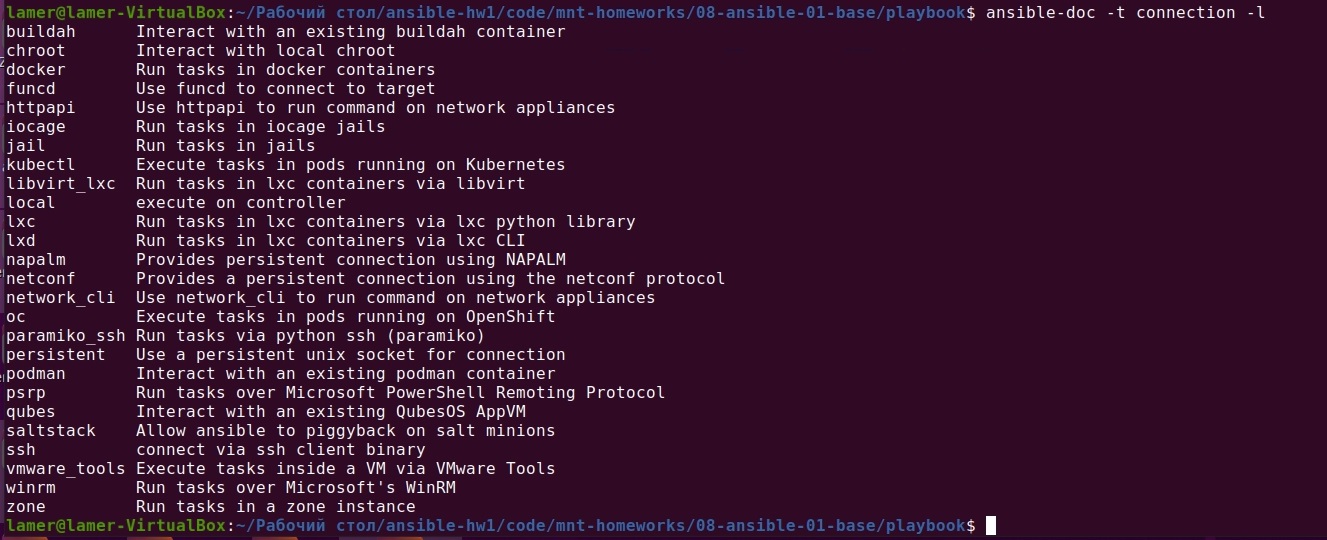 lamer@lamer-VirtualBox:~/Рабочий стол/ansible-hw1/code/mnt-homeworks/08-ansible-01-base/playbook$ ansible-doc -t connection -l
buildah      Interact with an existing buildah container
chroot       Interact with local chroot
docker       Run tasks in docker containers
funcd        Use funcd to connect to target
httpapi      Use httpapi to run command on network appliances
iocage       Run tasks in iocage jails
jail         Run tasks in jails
kubectl      Execute tasks in pods running on Kubernetes
libvirt_lxc  Run tasks in lxc containers via libvirt
local        execute on controller
lxc          Run tasks in lxc containers via lxc python library
lxd          Run tasks in lxc containers via lxc CLI
napalm       Provides persistent connection using NAPALM
netconf      Provides a persistent connection using the netconf protocol
network_cli  Use network_cli to run command on network appliances
oc           Execute tasks in pods running on OpenShift
paramiko_ssh Run tasks via python ssh (paramiko)
persistent   Use a persistent unix socket for connection
podman       Interact with an existing podman container
psrp         Run tasks over Microsoft PowerShell Remoting Protocol
qubes        Interact with an existing QubesOS AppVM
saltstack    Allow ansible to piggyback on salt minions
ssh          connect via ssh client binary
vmware_tools Execute tasks inside a VM via VMware Tools
winrm        Run tasks over Microsoft's WinRM
zone         Run tasks in a zone instance
lamer@lamer-VirtualBox:~/Рабочий стол/ansible-hw1/code/mnt-homeworks/08-ansible-01-base/playbook$